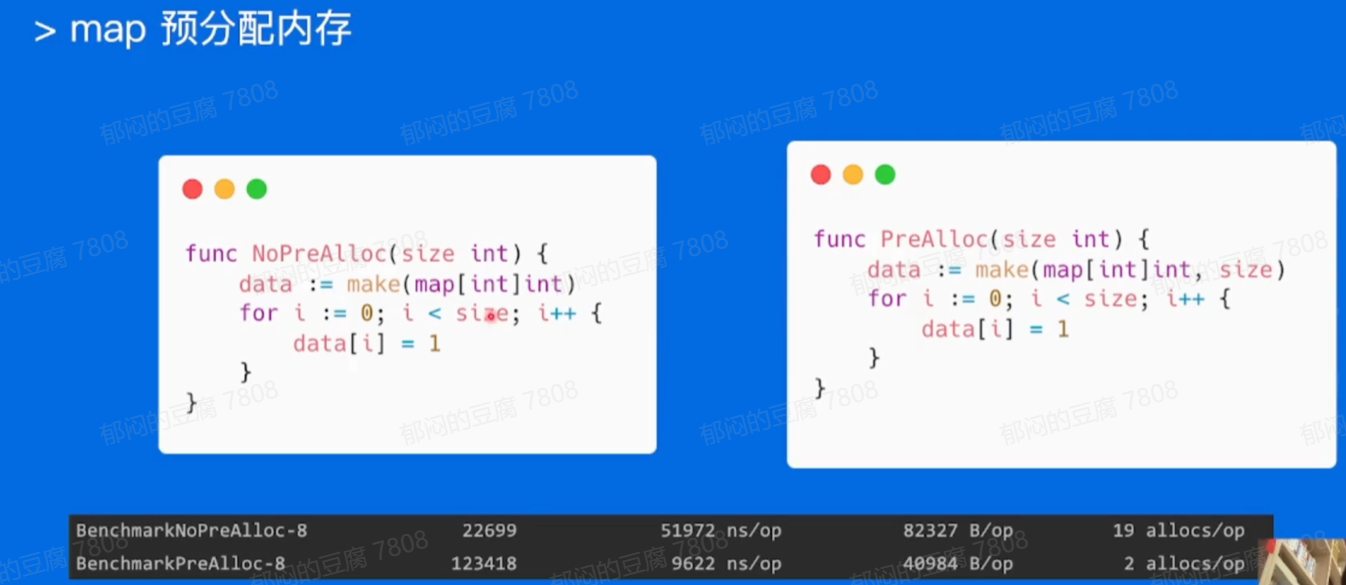 > map 预分配内存
func NoPreAlloc(size int) {
    data := make(map[int]int)
    for i := 0; i < size; i++ {
        data[i] = 1
    }
}
func PreAlloc(size int) {
    data := make(map[int]int, size)
    for i := 0; i < size; i++ {
        data[i] = 1
    }
}
BenchmarkNoPreAlloc-8 22699 51972 ns/op 82327 B/op 19 allocs/op
BenchmarkPreAlloc-8 123418 9622 ns/op 40984 B/op 2 allocs/op
郁闷的豆腐 7808